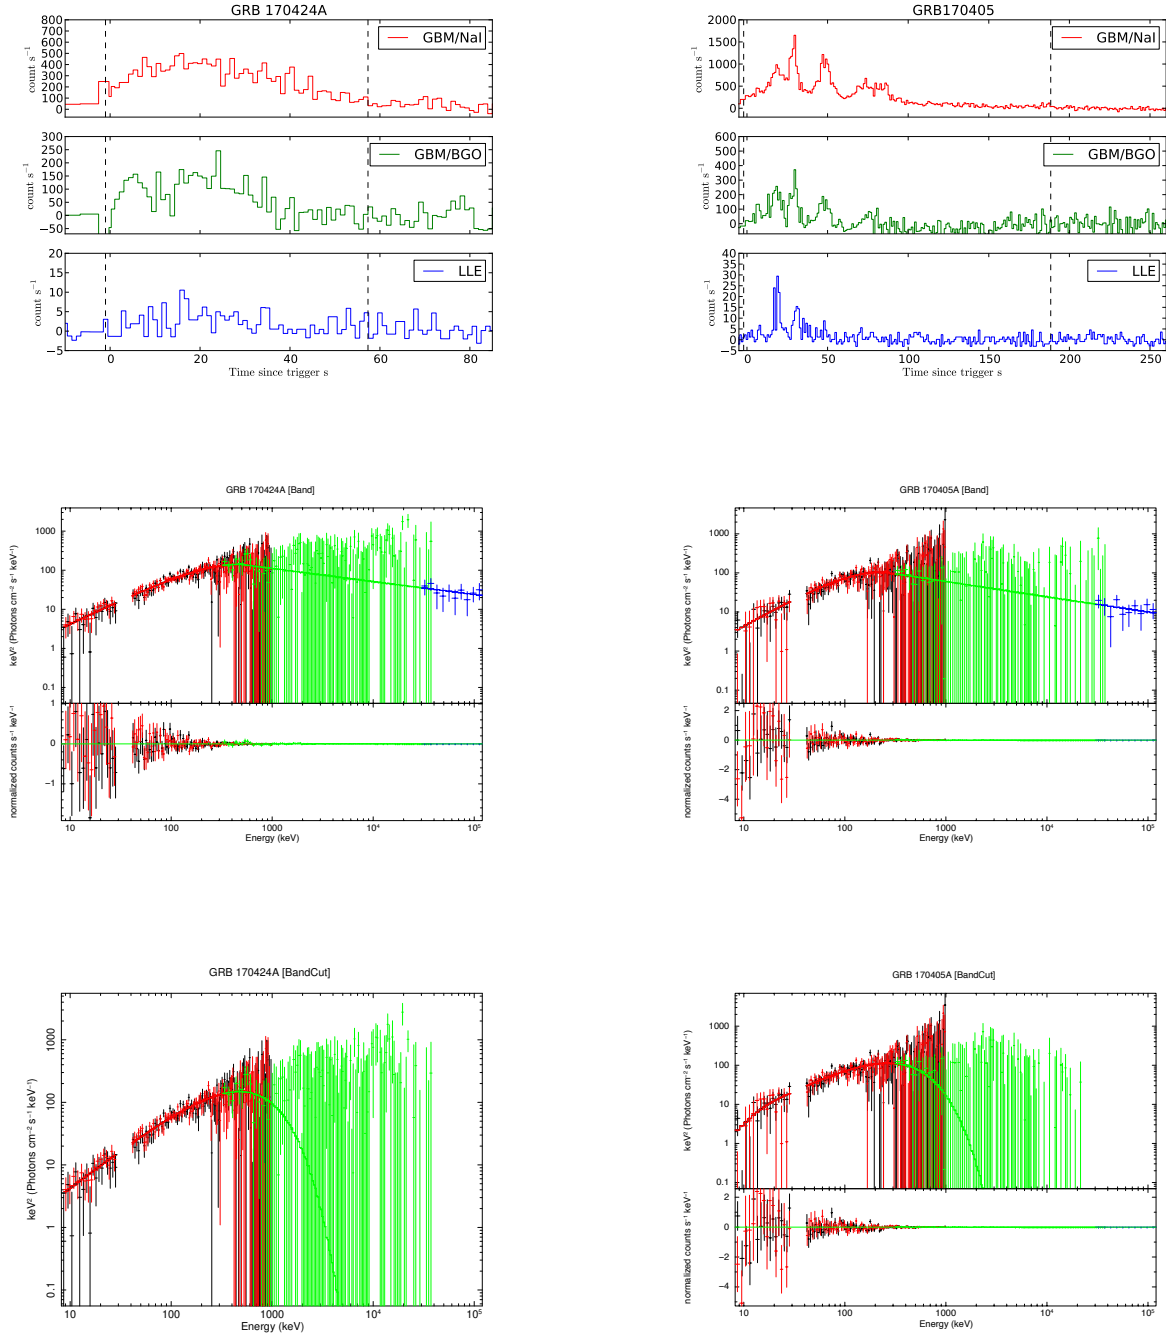 GRB 170424A
800
700
600
500
400
300
200
100
count s⁻¹
GBM/NaI
300
250
200
150
100
50
0
−50
count s⁻¹
GBM/BGO
20
15
10
5
0
−5
count s⁻¹
LLE
0 20 40 60 80
Time since trigger s
GRB170405
2000
1500
1000
500
0
count s⁻¹
GBM/NaI
600
500
400
300
200
100
0
count s⁻¹
GBM/BGO
40
35
30
25
20
15
10
5
0
−5
count s⁻¹
LLE
0 50 100 150 200 250
Time since trigger s
GRB 170424A [Band]
keV² (Photons cm⁻² s⁻¹ keV⁻¹)
1000
100
10
1
0.1
normalized counts s⁻¹ keV⁻¹
0
−1
10 100 1000 10⁴ 10⁵
Energy (keV)
GRB 170405A [Band]
keV² (Photons cm⁻² s⁻¹ keV⁻¹)
1000
100
10
1
0.1
normalized counts s⁻¹ keV⁻¹
2
0
−2
−4
10 100 1000 10⁴ 10⁵
Energy (keV)
GRB 170424A [BandCut]
keV² (Photons cm⁻² s⁻¹ keV⁻¹)
1000
100
10
1
0.1
10 100 1000 10⁴ 10⁵
Energy (keV)
GRB 170405A [BandCut]
keV² (Photons cm⁻² s⁻¹ keV⁻¹)
1000
100
10
1
0.1
normalized counts s⁻¹ keV⁻¹
2
0
−2
−4
10 100 1000 10⁴ 10⁵
Energy (keV)